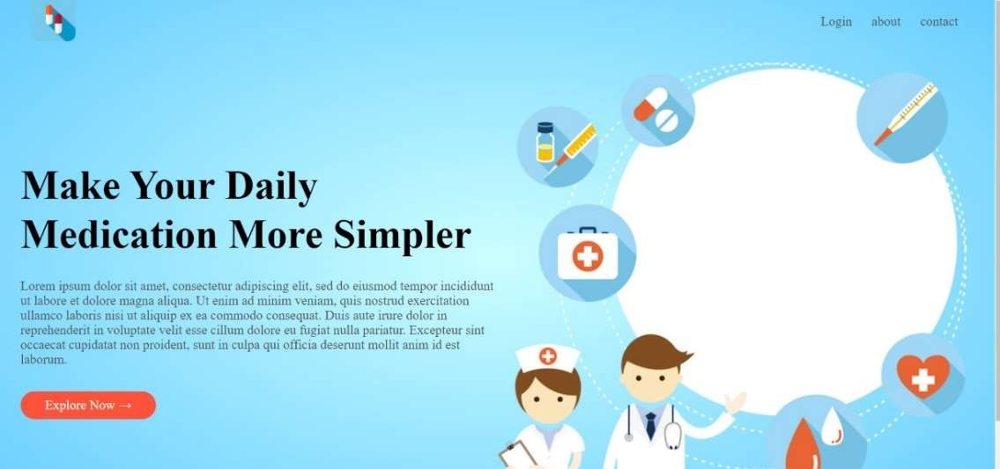 Login about contact
Make Your Daily
Medication More Simpler
Lorem ipsum dolor sit amet, consectetur adipiscing elit, sed do eiusmod tempor incididunt
ut labore et dolore magna aliqua. Ut enim ad minim veniam, quis nostrud exercitation
ullamco laboris nisi ut aliquip ex ea commodo consequat. Duis aute irure dolor in
reprehenderit in voluptate velit esse cillum dolore eu fugiat nulla pariatur. Excepteur sint
occaecat cupidatat non proident, sunt in culpa qui officia deserunt mollit anim id est
laborum.
Explore Now →